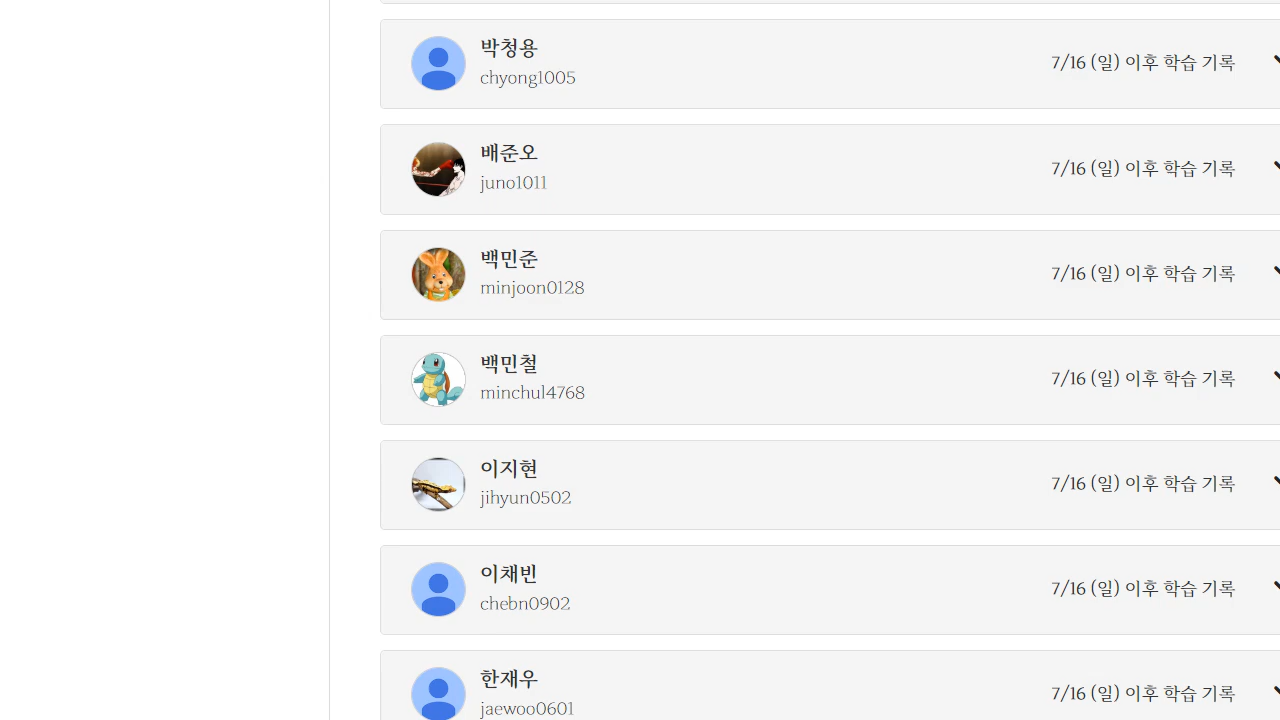 박청용
chyong1005
7/16 (일) 이후 학습 기록
배준오
juno1011
7/16 (일) 이후 학습 기록
백민준
minjoon0128
7/16 (일) 이후 학습 기록
백민철
minchul4768
7/16 (일) 이후 학습 기록
이지현
jihyun0502
7/16 (일) 이후 학습 기록
이채빈
chebn0902
7/16 (일) 이후 학습 기록
한재우
jaewoo0601
7/16 (일) 이후 학습 기록